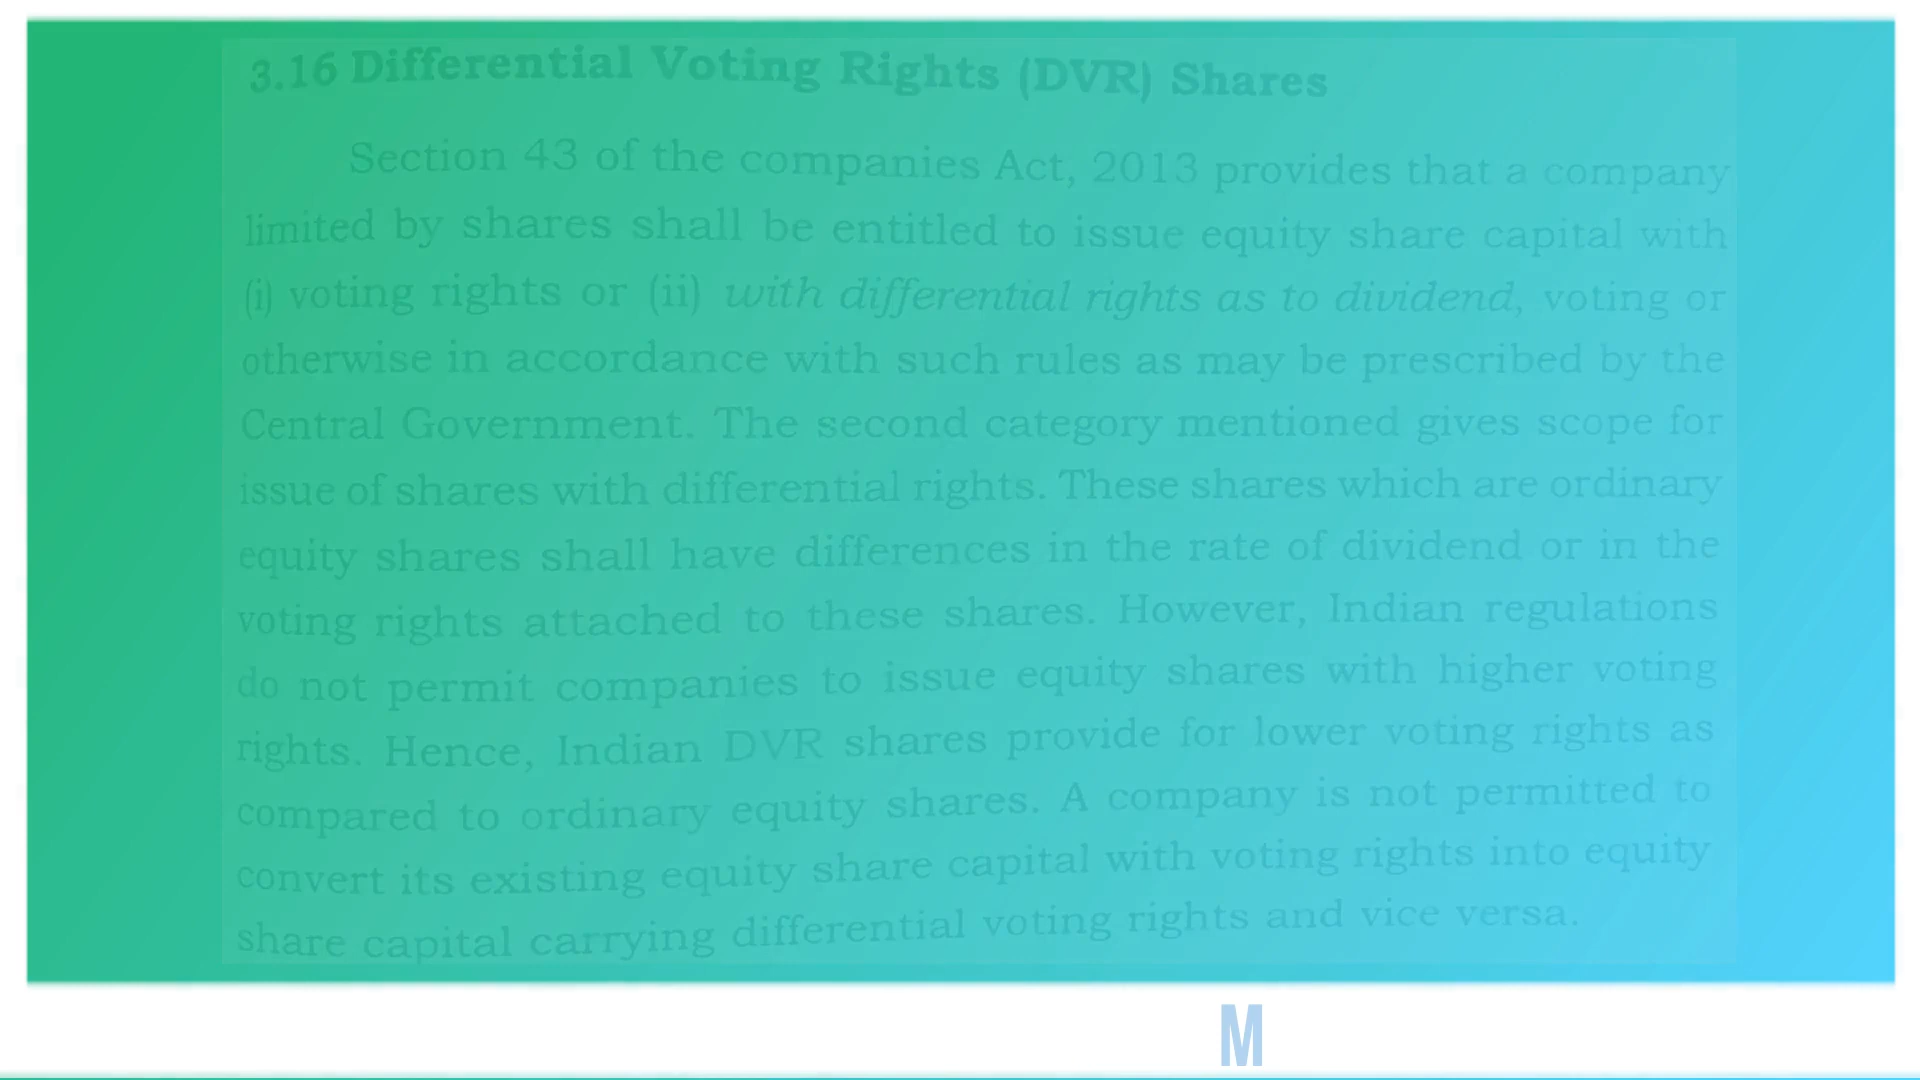 3.16 Differential Voting Rights (DVR) Shares
Section 43 of the companies Act, 2013 provides that a company
limited by shares shall be entitled to issue equity share capital with
(i) voting rights or (ii) with differential rights as to dividend, voting or
otherwise in accordance with such rules as may be prescribed by the
Central Government. The second category mentioned gives scope for
issue of shares with differential rights. These shares which are ordinary
equity shares shall have differences in the rate of dividend or in the
voting rights attached to these shares. However, Indian regulations
do not permit companies to issue equity shares with higher voting
rights. Hence, Indian DVR shares provide for lower voting rights as
compared to ordinary equity shares. A company is not permitted to
convert its existing equity share capital with voting rights into equity
share capital carrying differential voting rights and vice versa.
M